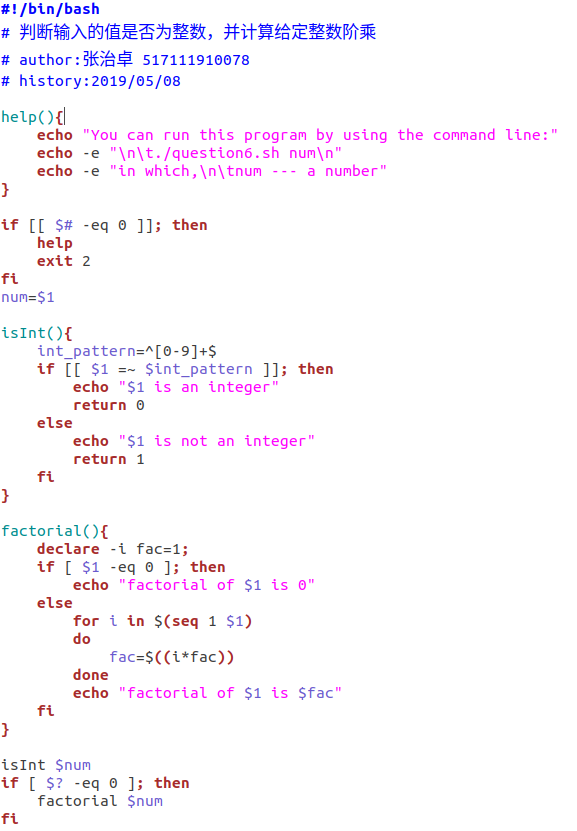 #!/bin/bash
# 判断输入的值是否为整数，并计算给定整数阶乘
# author:张治卓 517111910078
# history:2019/05/08

help(){
    echo "You can run this program by using the command line:"
    echo -e "\n\t./question6.sh num\n"
    echo -e "in which,\n\tnum --- a number"
}

if [[ $# -eq 0 ]]; then
    help
    exit 2
fi
num=$1

isInt(){
    int_pattern=^[0-9]+$
    if [[ $1 =~ $int_pattern ]]; then
        echo "$1 is an integer"
        return 0
    else
        echo "$1 is not an integer"
        return 1
    fi
}

factorial(){
    declare -i fac=1;
    if [ $1 -eq 0 ]; then
        echo "factorial of $1 is 0"
    else
        for i in $(seq 1 $1)
        do
            fac=$((i*fac))
        done
        echo "factorial of $1 is $fac"
    fi
}

isInt $num
if [ $? -eq 0 ]; then
    factorial $num
fi